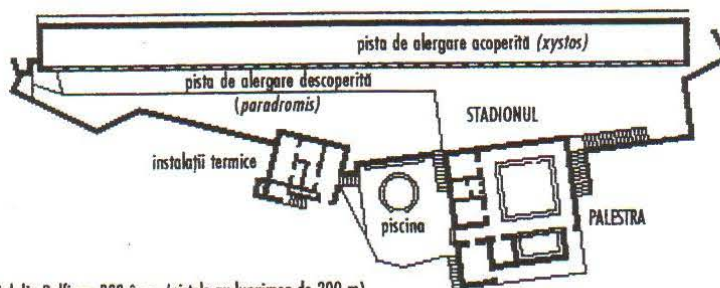 pista de alergare acoperită (xystos)
pista de alergare descoperită
(paradromis)
STADIONUL
instalații termice
piscina
PALESTRA